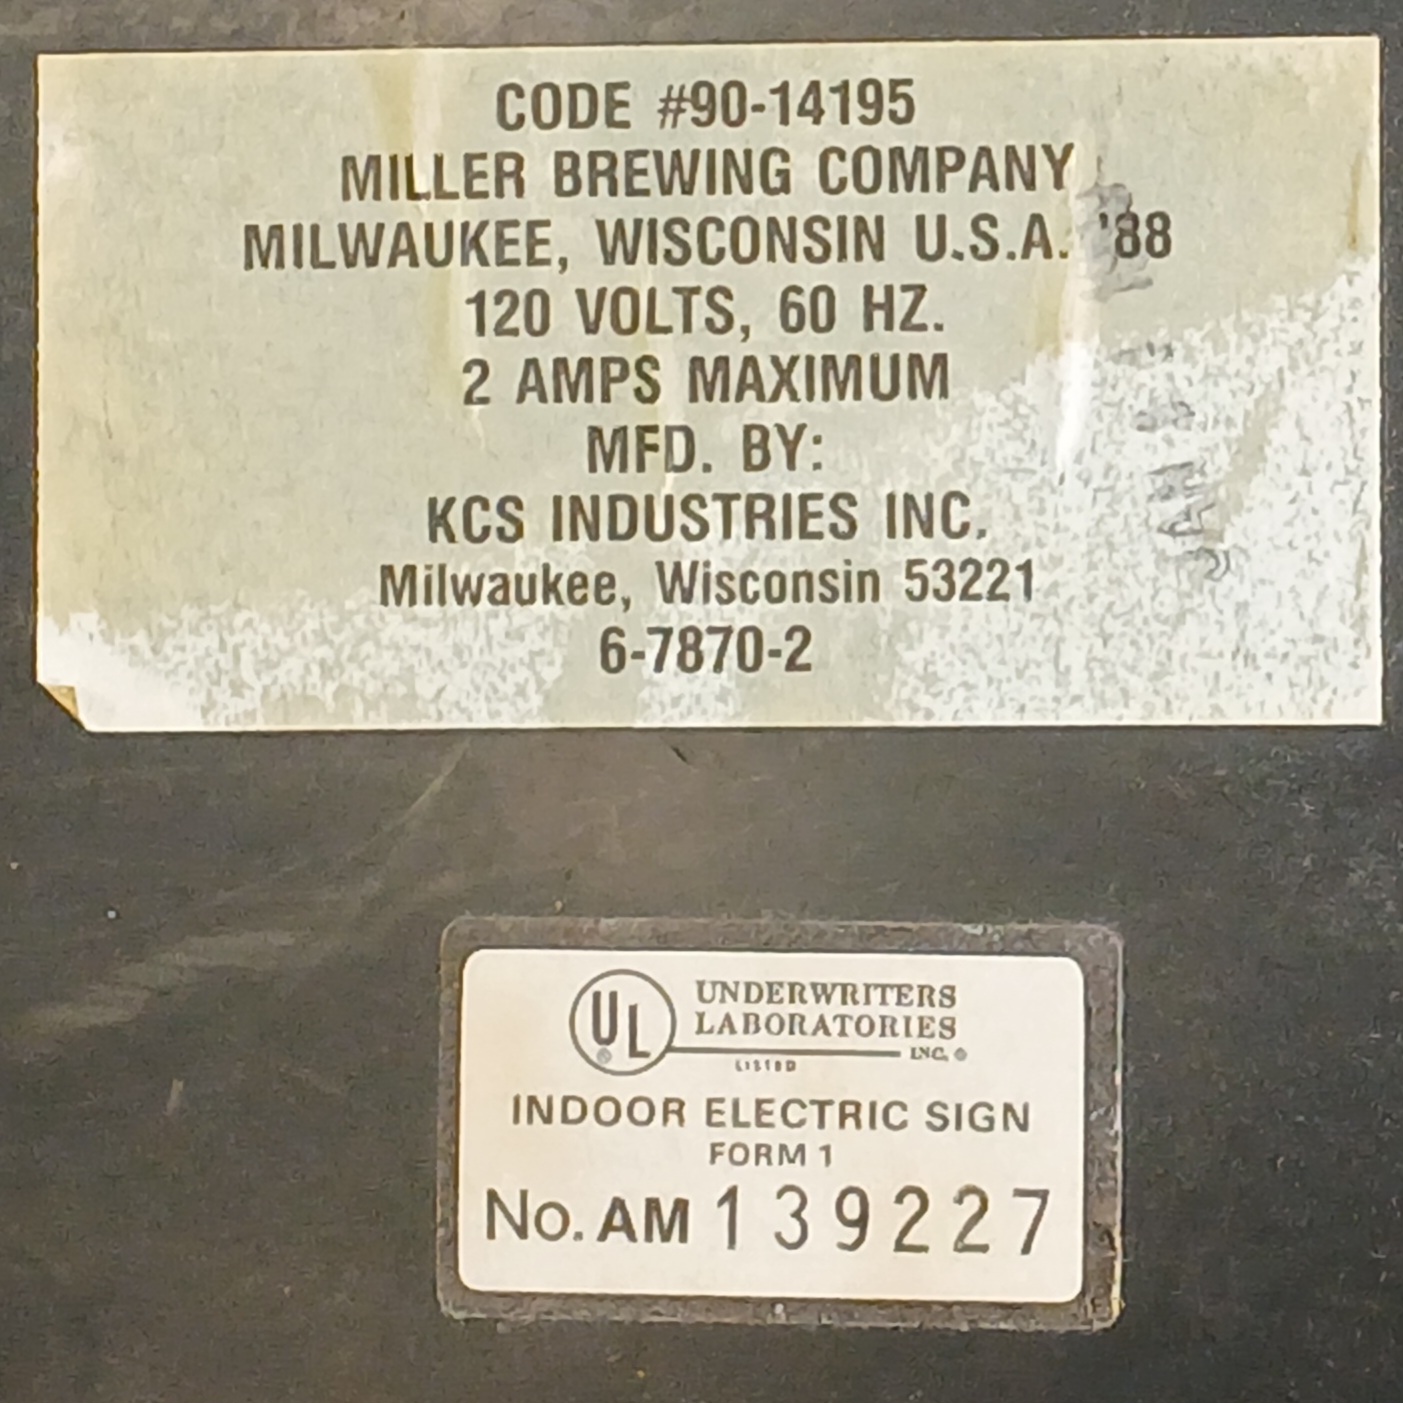 CODE #90-14195
MILLER BREWING COMPANY
MILWAUKEE, WISCONSIN U.S.A. '88
120 VOLTS, 60 HZ.
2 AMPS MAXIMUM
MFD. BY:
KCS INDUSTRIES INC.
Milwaukee, Wisconsin 53221
6-7870-2
JAN
UL ®
UNDERWRITERS
LABORATORIES
INC. ®
LISTED
INDOOR ELECTRIC SIGN
FORM 1
No. AM 139227